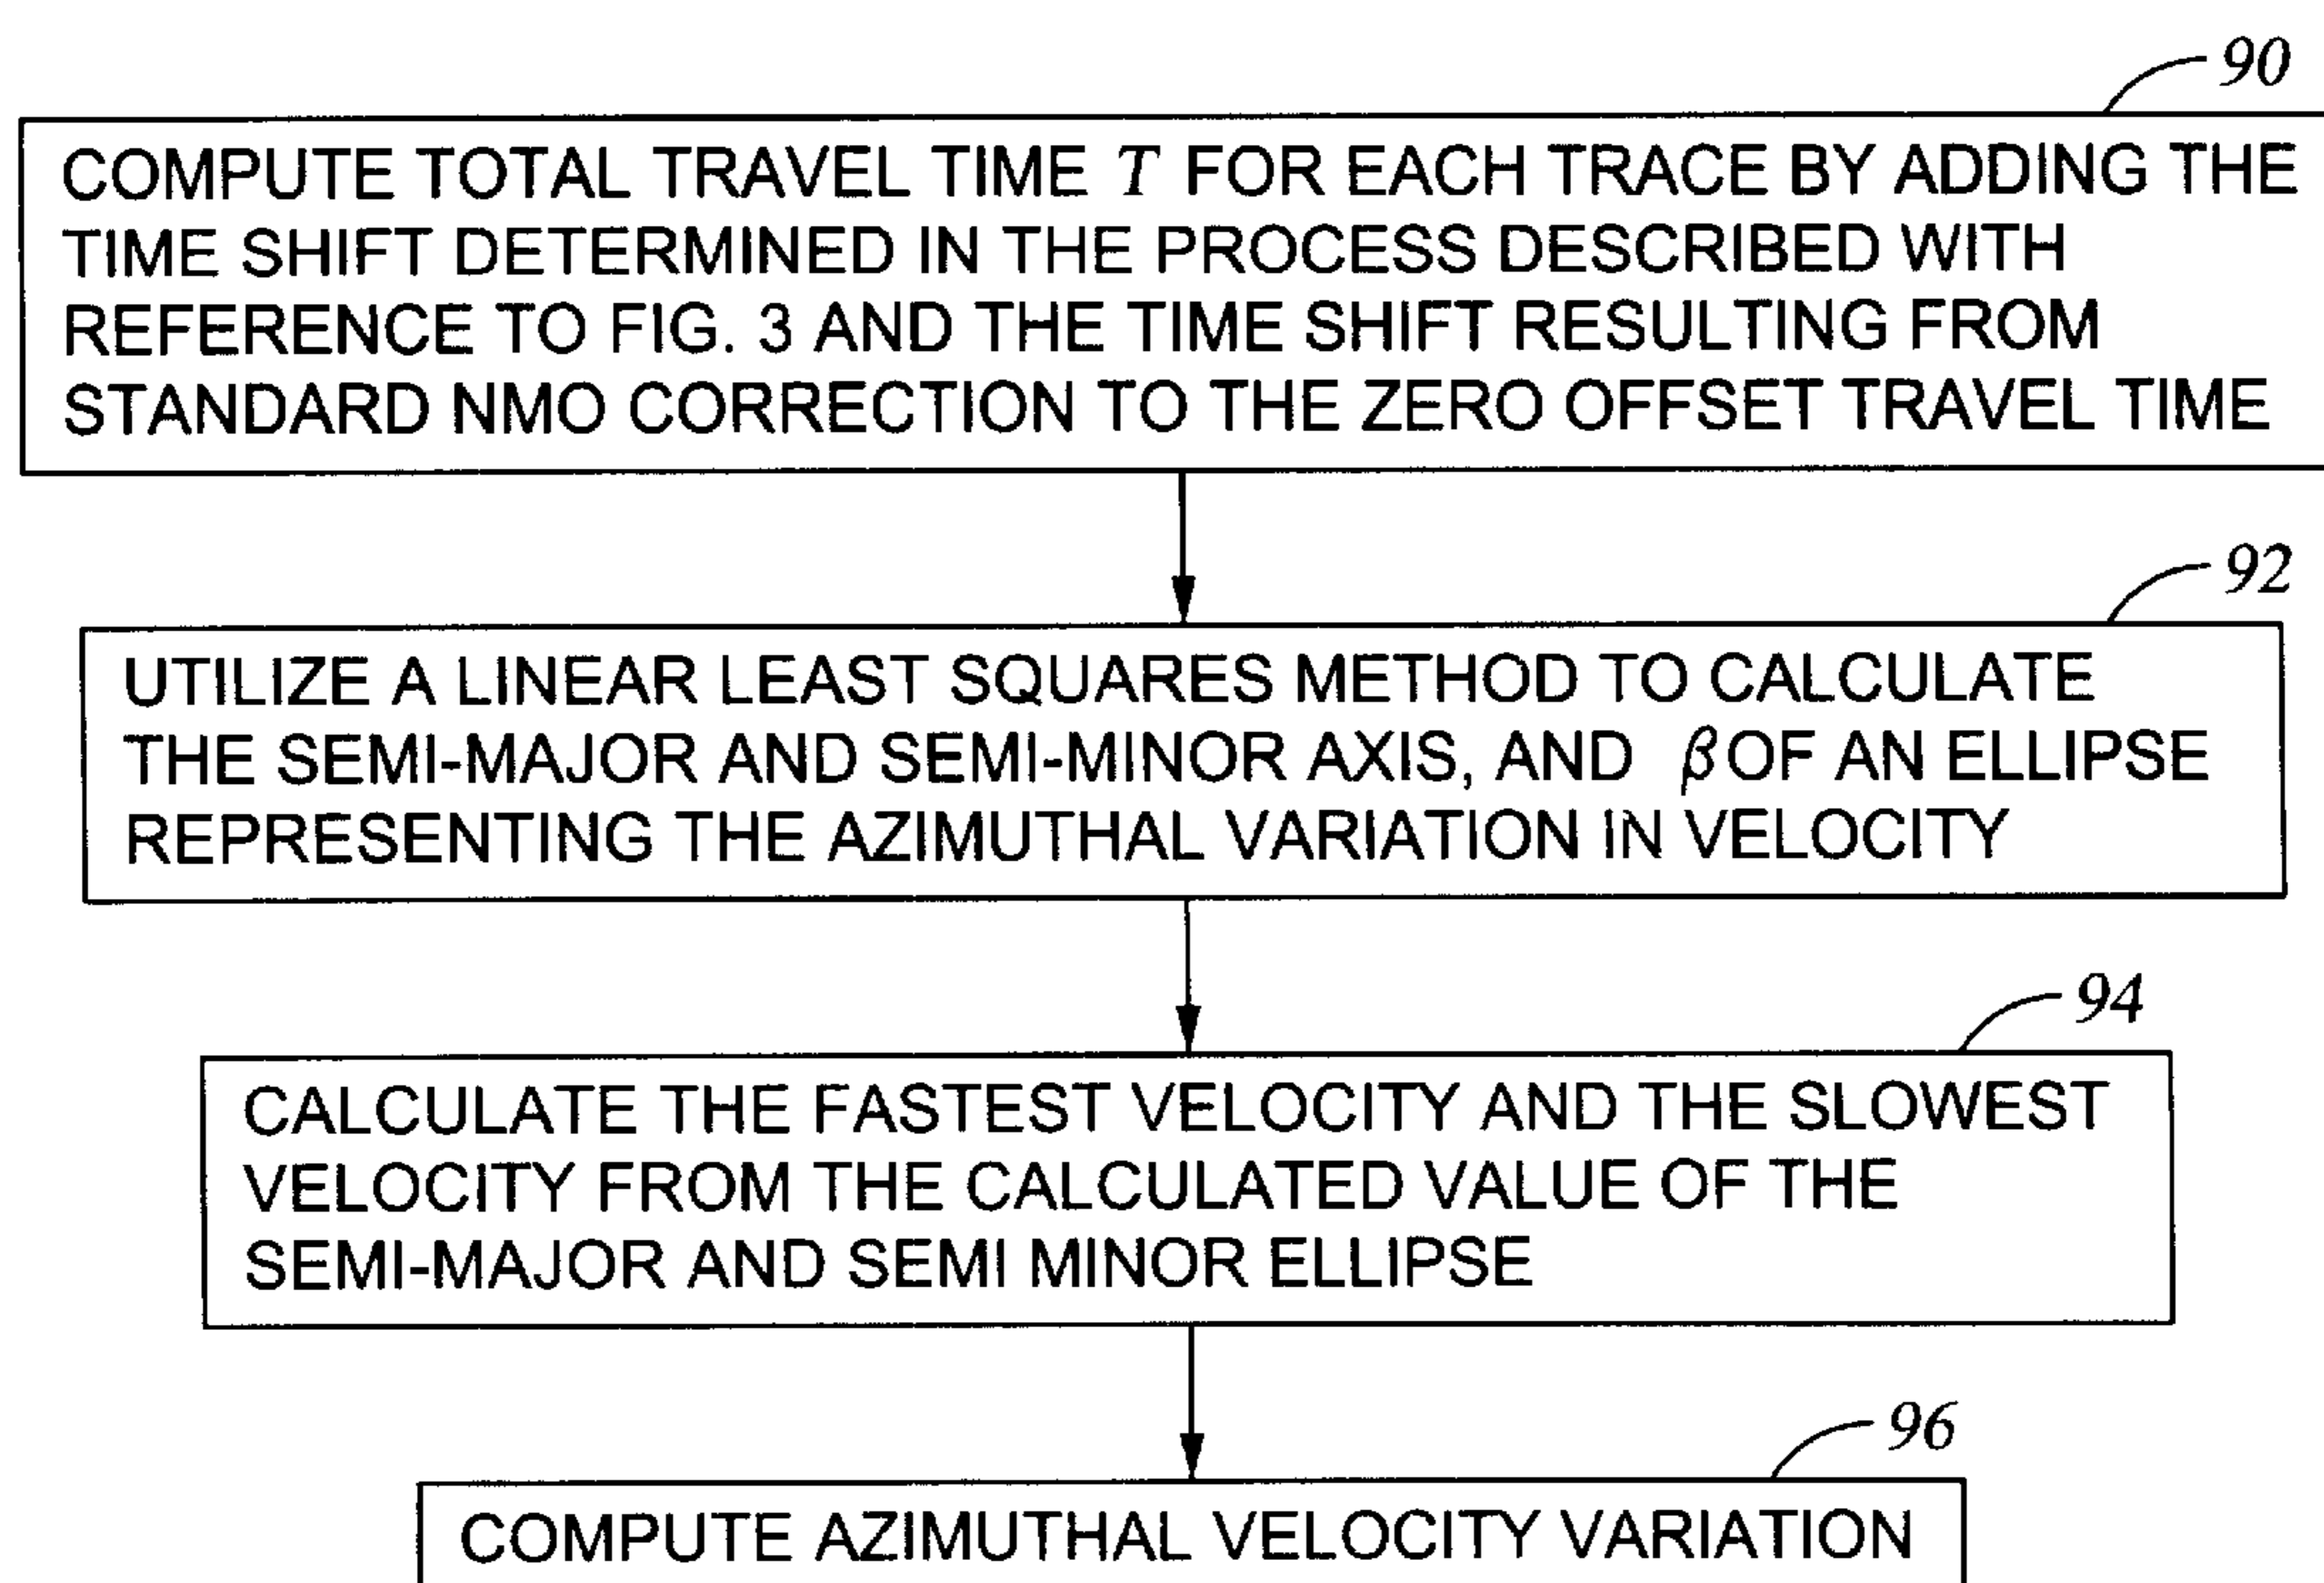 90
COMPUTE TOTAL TRAVEL TIME T FOR EACH TRACE BY ADDING THE
TIME SHIFT DETERMINED IN THE PROCESS DESCRIBED WITH
REFERENCE TO FIG. 3 AND THE TIME SHIFT RESULTING FROM
STANDARD NMO CORRECTION TO THE ZERO OFFSET TRAVEL TIME
92
UTILIZE A LINEAR LEAST SQUARES METHOD TO CALCULATE
THE SEMI-MAJOR AND SEMI-MINOR AXIS, AND β OF AN ELLIPSE
REPRESENTING THE AZIMUTHAL VARIATION IN VELOCITY
94
CALCULATE THE FASTEST VELOCITY AND THE SLOWEST
VELOCITY FROM THE CALCULATED VALUE OF THE
SEMI-MAJOR AND SEMI MINOR ELLIPSE
96
COMPUTE AZIMUTHAL VELOCITY VARIATION